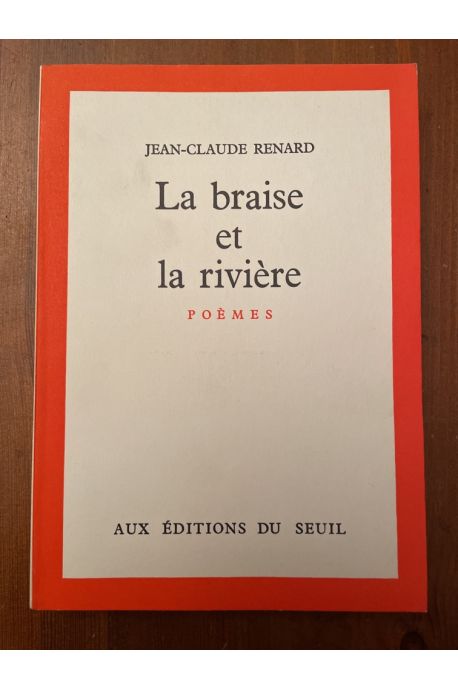 JEAN-CLAUDE RENARD
La braise
et
la rivière
POÈMES
AUX ÉDITIONS DU SEUIL